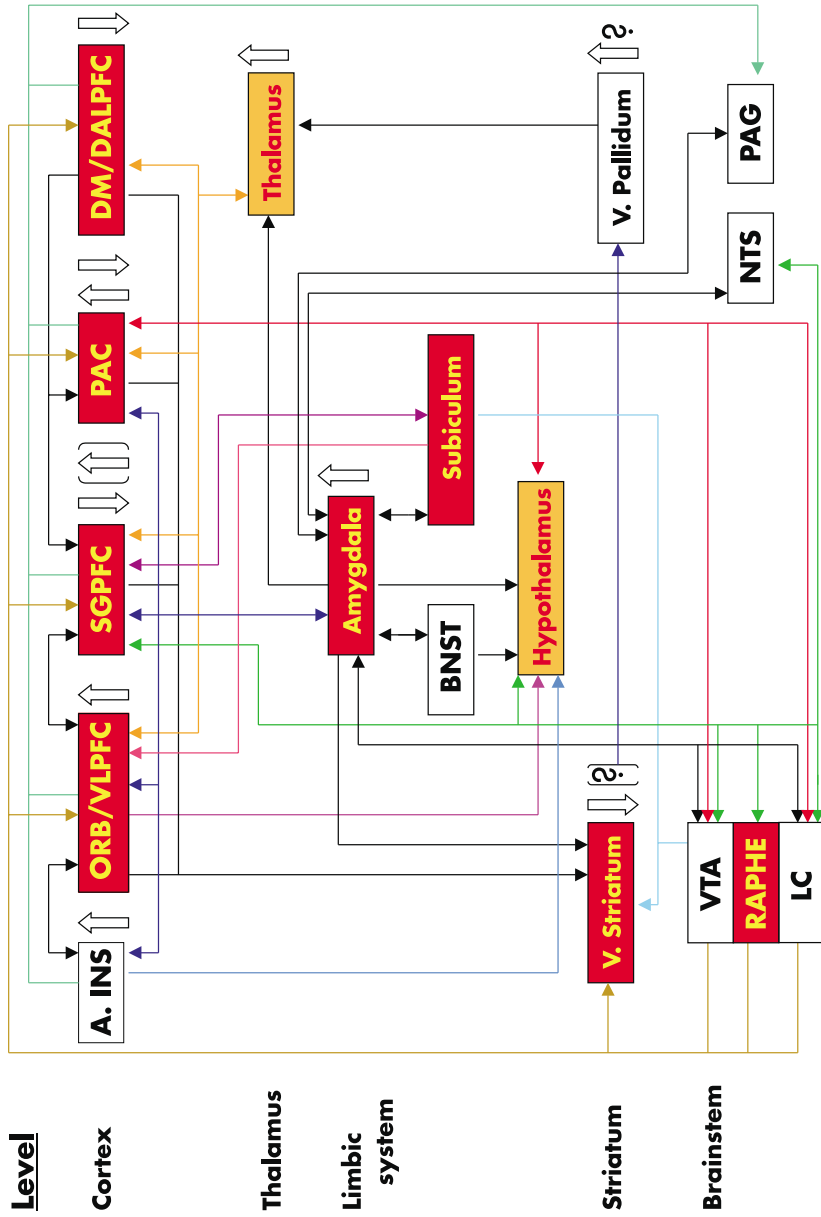 Level
Cortex
A. INS
ORB/VLPFC
SGPFC
PAC
DM/DALPFC
Thalamus
Thalamus
Limbic
system
Amygdala
BNST
Subiculum
Hypothalamus
Striatum
V. Striatum
?
V. Pallidum
?
Brainstem
VTA
RAPHE
LC
NTS
PAG